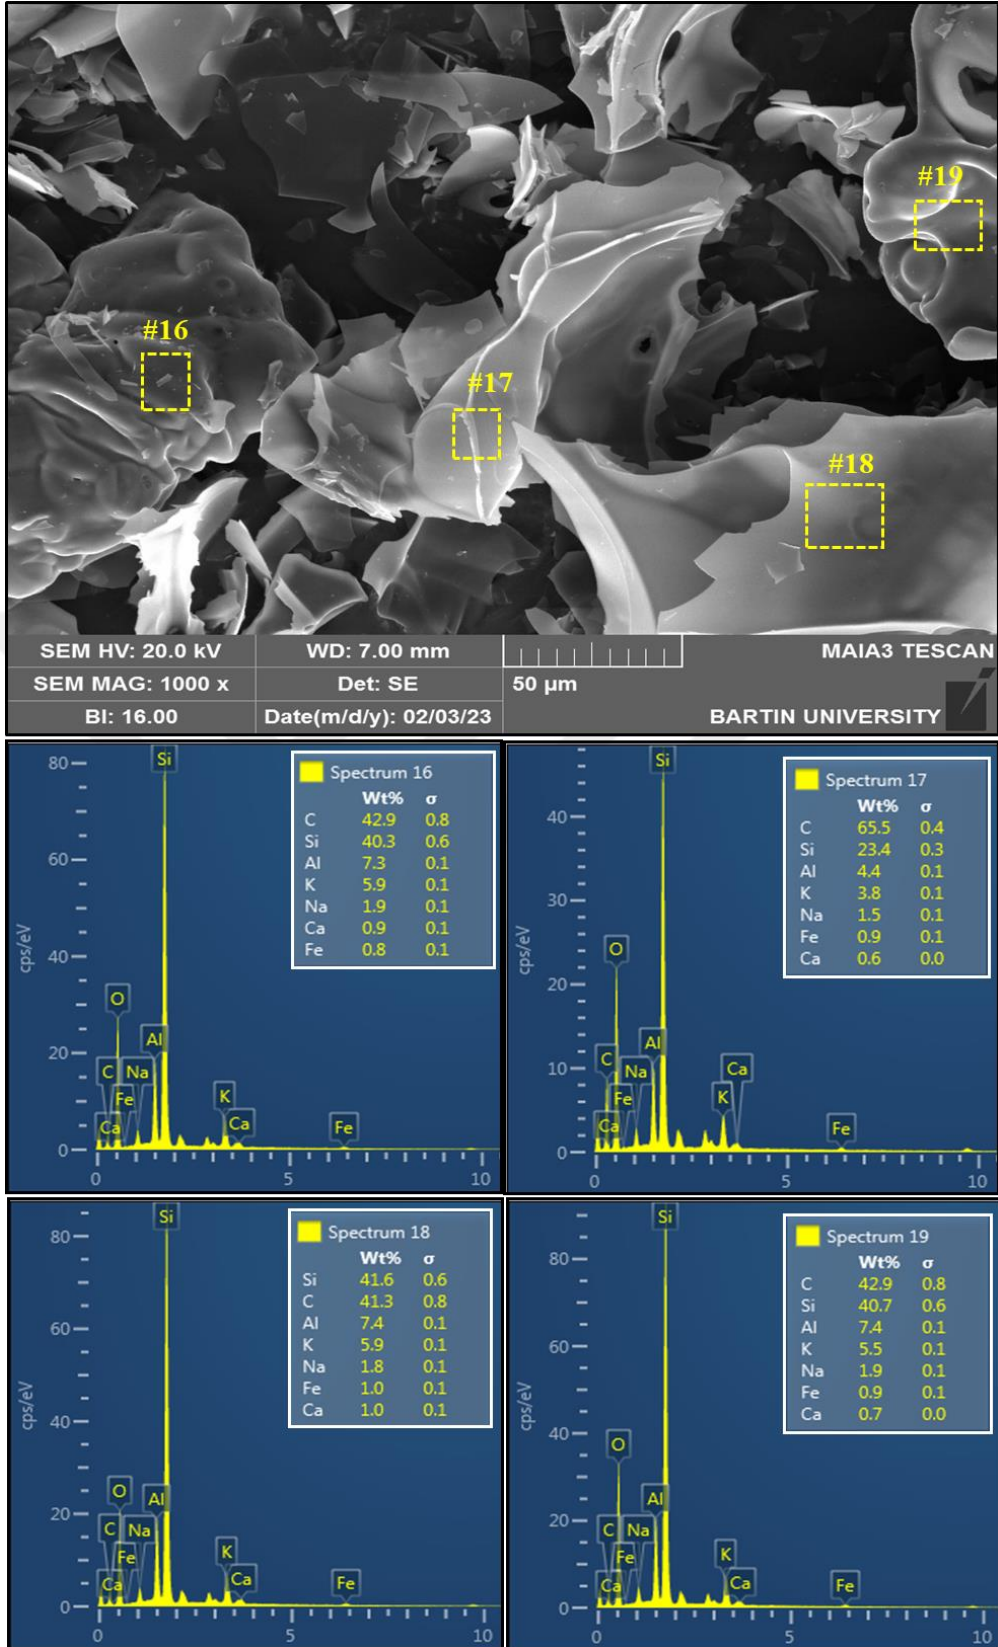 #16
#17
#18
#19
SEM HV: 20.0 kV WD: 7.00 mm MAIA3 TESCAN
SEM MAG: 1000 x Det: SE 50 µm
BI: 16.00 Date(m/d/y): 02/03/23 BARTIN UNIVERSITY
Spectrum 16
Wt% σ
C 42.9 0.8
Si 40.3 0.6
Al 7.3 0.1
K 5.9 0.1
Na 1.9 0.1
Ca 0.9 0.1
Fe 0.8 0.1
cps/eV
80
60
40
20
0
Si
O
Al
C
Na
Fe
Ca
K
Ca
Fe
0 5 10
Spectrum 17
Wt% σ
C 65.5 0.4
Si 23.4 0.3
Al 4.4 0.1
K 3.8 0.1
Na 1.5 0.1
Fe 0.9 0.1
Ca 0.6 0.0
cps/eV
40
30
20
10
0
Si
O
Al
C
Na
Fe
Ca
K
Ca
Fe
0 5 10
Spectrum 18
Wt% σ
Si 41.6 0.6
C 41.3 0.8
Al 7.4 0.1
K 5.9 0.1
Na 1.8 0.1
Fe 1.0 0.1
Ca 1.0 0.1
cps/eV
80
60
40
20
0
Si
O
Al
C
Na
Fe
Ca
K
Ca
Fe
0 5 10
Spectrum 19
Wt% σ
C 42.9 0.8
Si 40.7 0.6
Al 7.4 0.1
K 5.5 0.1
Na 1.9 0.1
Fe 0.9 0.1
Ca 0.7 0.0
cps/eV
80
60
40
20
0
Si
O
Al
C
Na
Fe
Ca
K
Ca
Fe
0 5 10